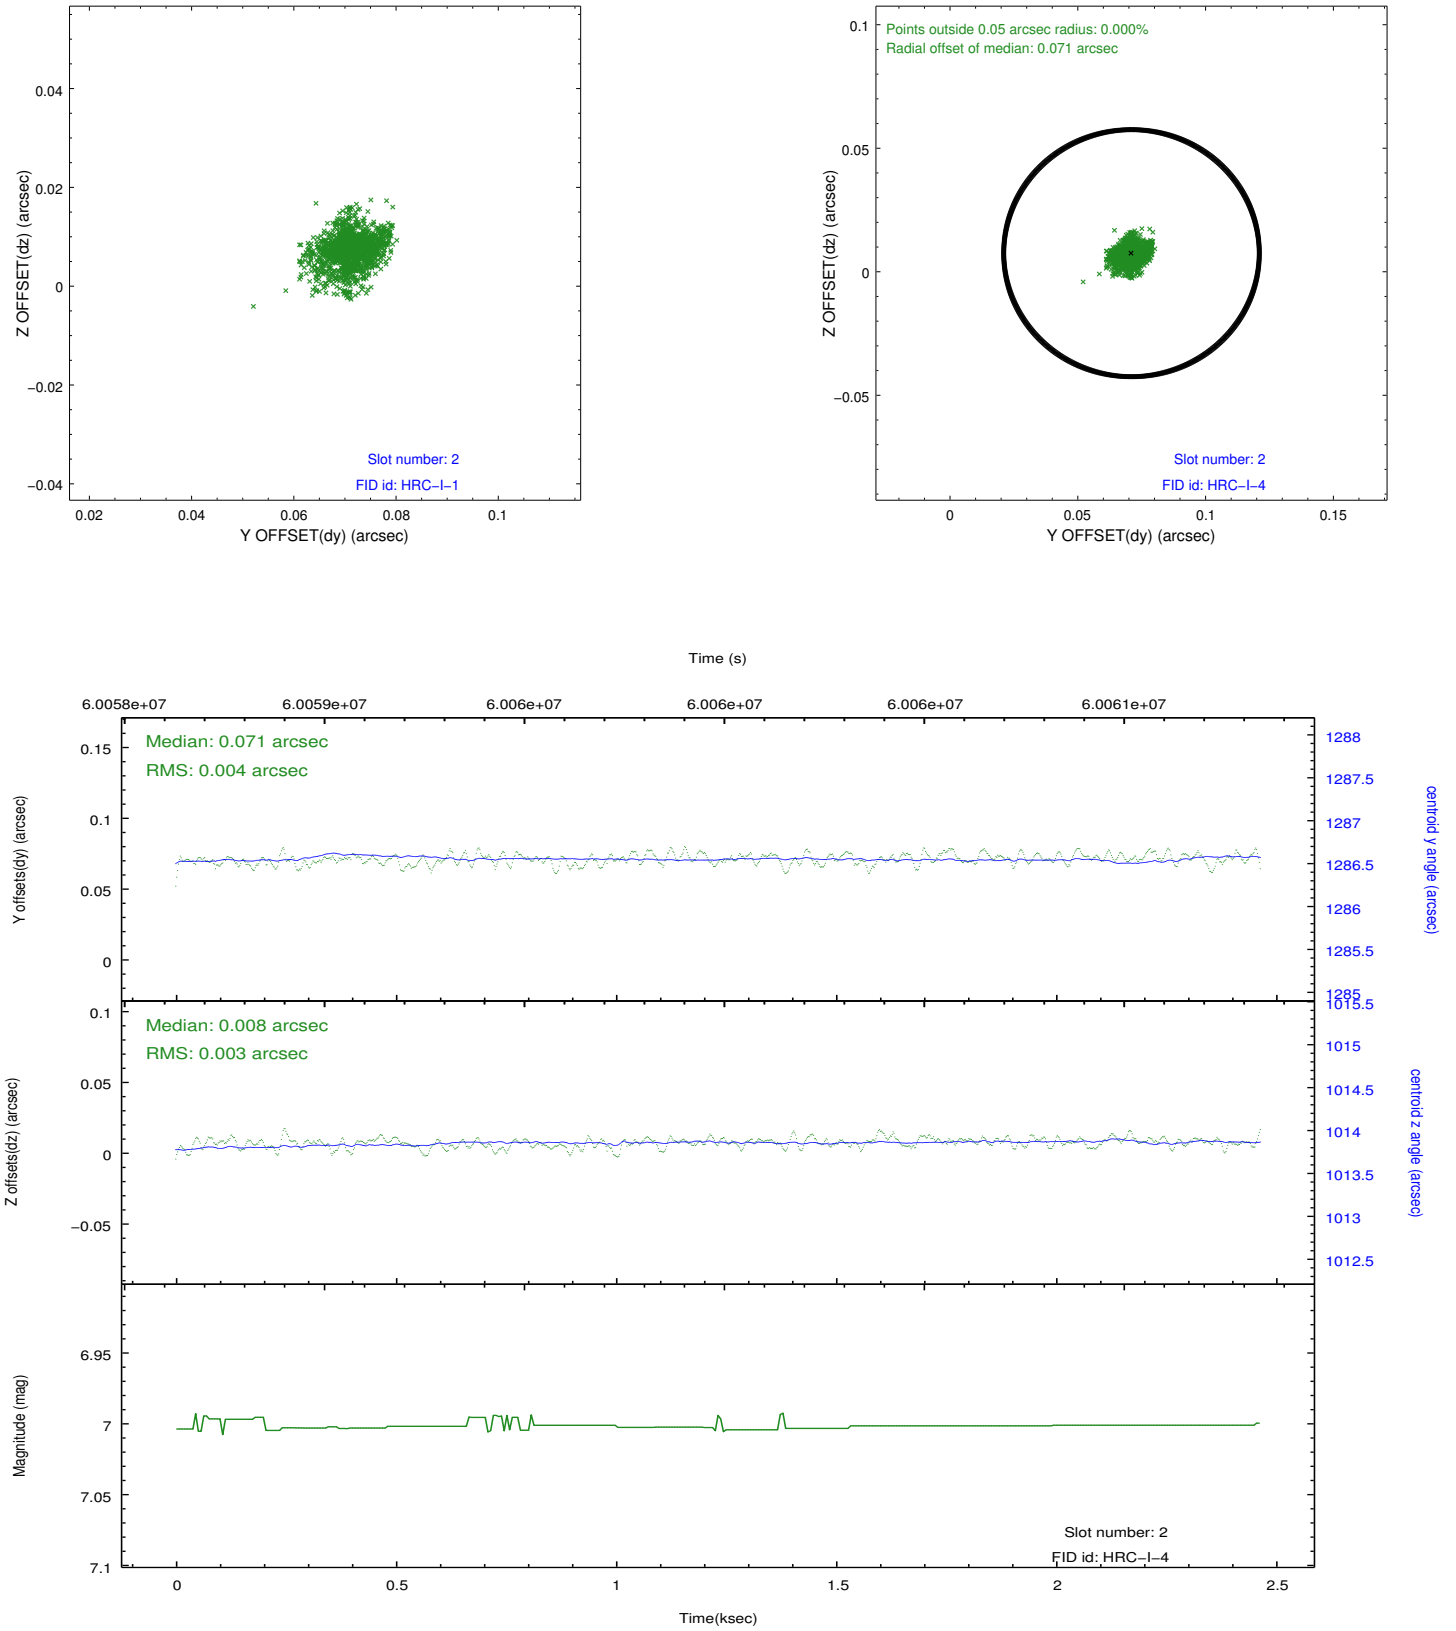 0.04
0.02
0
−0.02
−0.04
Z OFFSET(dz) (arcsec)
Slot number: 2
FID id: HRC−I−1
0.02 0.04 0.06 0.08 0.1
Y OFFSET(dy) (arcsec)
Points outside 0.05 arcsec radius: 0.000%
Radial offset of median: 0.071 arcsec
0.1
0.05
0
−0.05
Z OFFSET(dz) (arcsec)
Slot number: 2
FID id: HRC−I−4
0 0.05 0.1 0.15
Y OFFSET(dy) (arcsec)
Time (s)
6.0058e+07 6.0059e+07 6.006e+07 6.006e+07 6.006e+07 6.0061e+07
Median: 0.071 arcsec
RMS: 0.004 arcsec
0.15
0.1
0.05
0
Y offsets(dy) (arcsec)
1288
1287.5
1287
1286.5
1286
1285.5
1285
centroid y angle (arcsec)
Median: 0.008 arcsec
RMS: 0.003 arcsec
0.1
0.05
0
−0.05
Z offsets(dz) (arcsec)
1015.5
1015
1014.5
1014
1013.5
1013
1012.5
centroid z angle (arcsec)
6.95
7
7.05
7.1
Magnitude (mag)
Slot number: 2
FID id: HRC−I−4
0 0.5 1 1.5 2 2.5
Time(ksec)